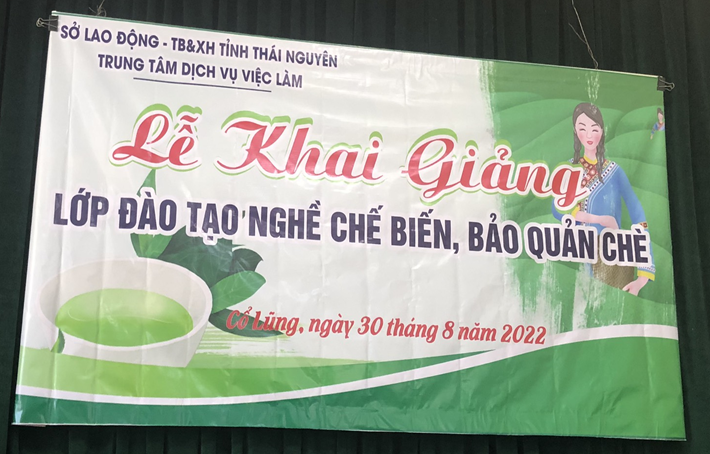 SỞ LAO ĐỘNG - TB&XH TỈNH THÁI NGUYÊN
TRUNG TÂM DỊCH VỤ VIỆC LÀM
Lễ Khai Giảng
LỚP ĐÀO TẠO NGHỀ CHẾ BIẾN, BẢO QUẢN CHÈ
Cổ Lũng, ngày 30 tháng 8 năm 2022